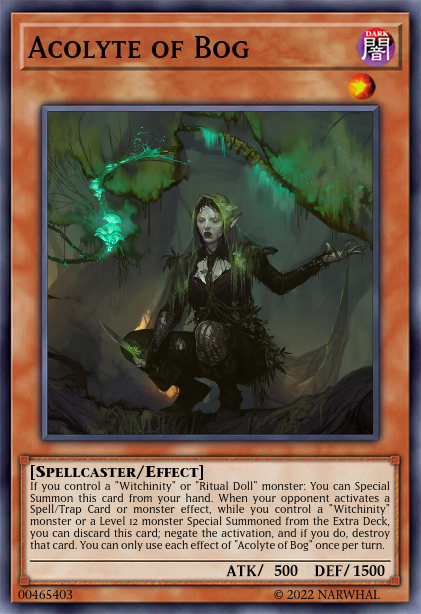 Acolyte of Bog
DARK
闇
[Spellcaster/Effect]
If you control a "Witchinity" or "Ritual Doll" monster: You can Special
Summon this card from your hand. When your opponent activates a
Spell/Trap Card or monster effect, while you control a "Witchinity"
monster or a Level 12 monster Special Summoned from the Extra Deck,
you can discard this card; negate the activation, and if you do, destroy
that card. You can only use each effect of "Acolyte of Bog" once per turn.
ATK/ 500 DEF/1500
00465403 © 2022 NARWHAL